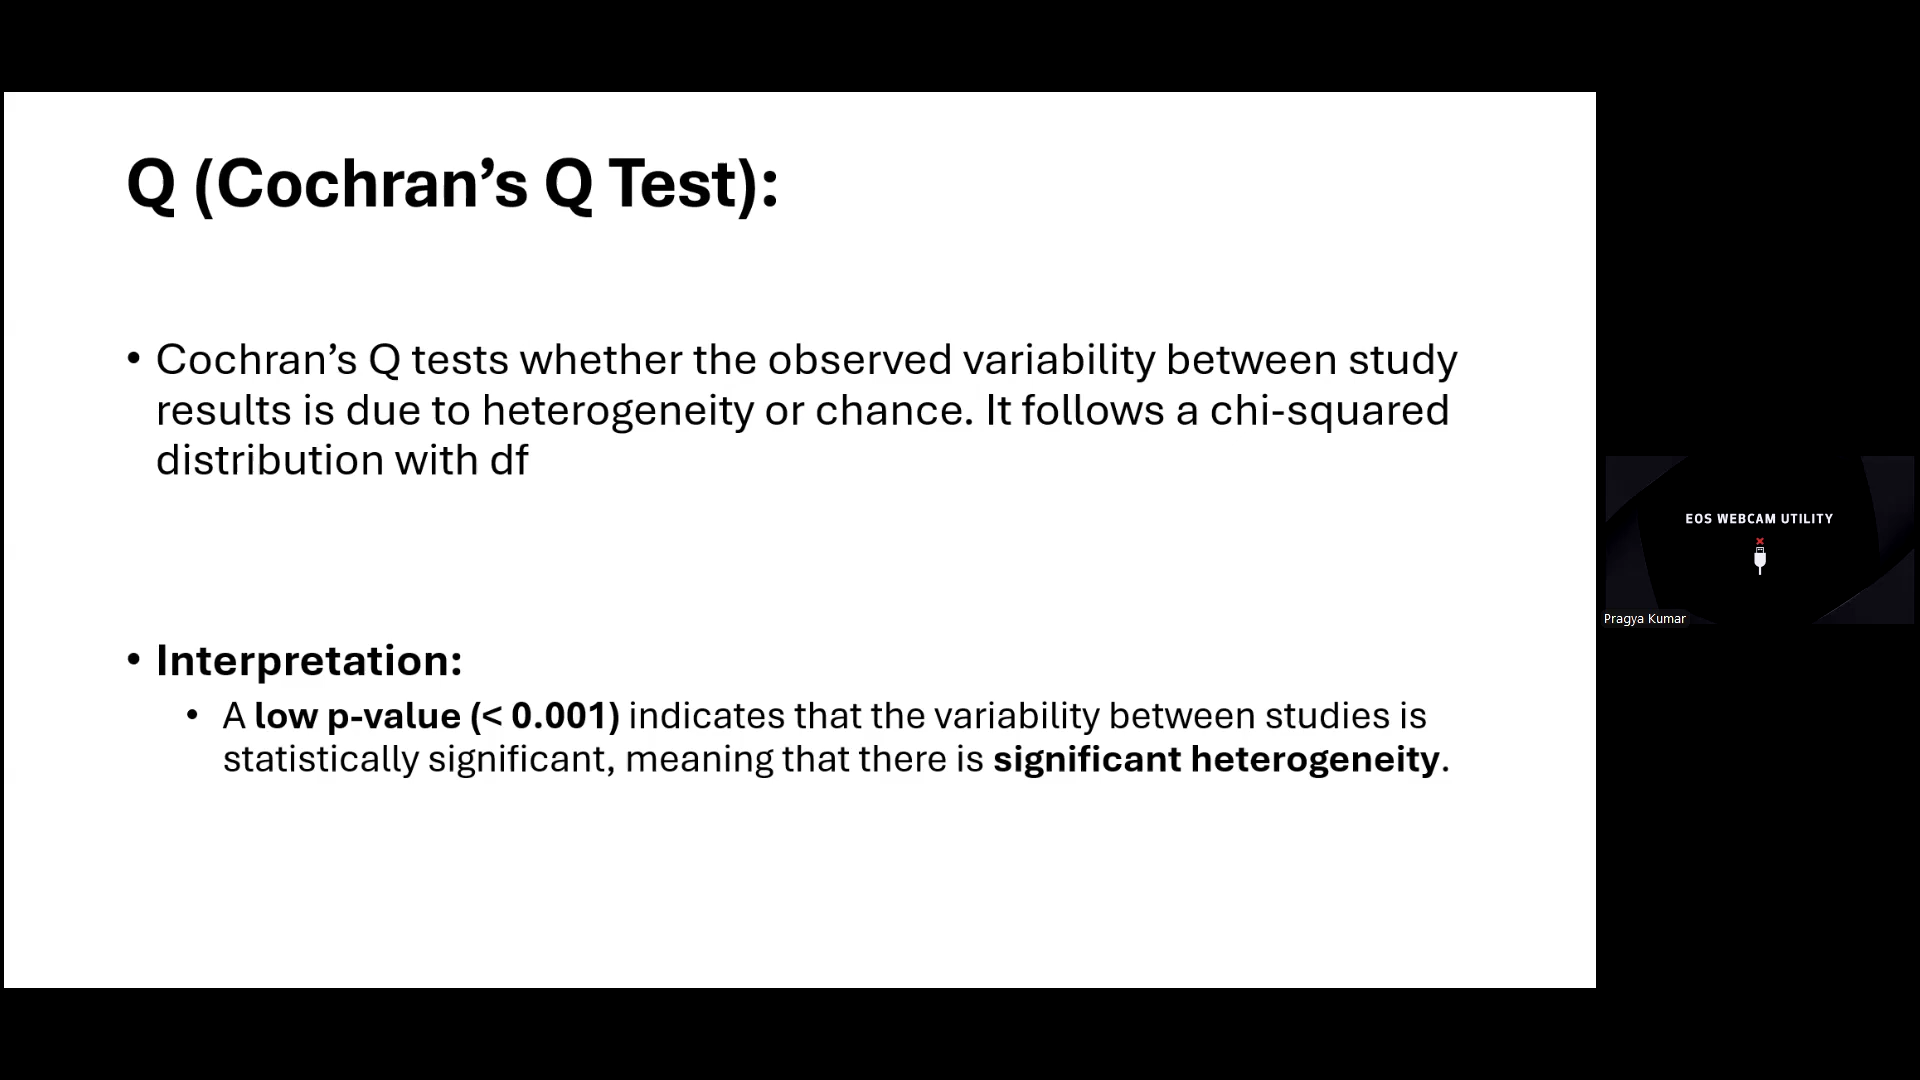 Q (Cochran’s Q Test):
• Cochran’s Q tests whether the observed variability between study
results is due to heterogeneity or chance. It follows a chi-squared
distribution with df
• Interpretation:
• A low p-value (< 0.001) indicates that the variability between studies is
statistically significant, meaning that there is significant heterogeneity.
EOS WEBCAM UTILITY
Pragya Kumar